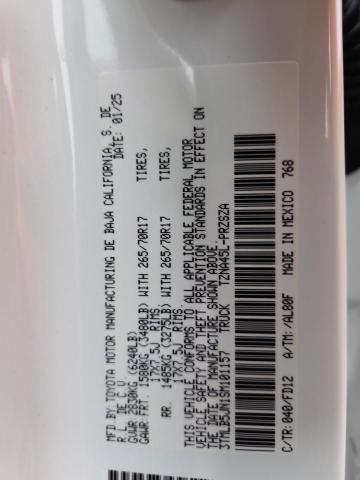 MFD.BY:TOYOTA MOTOR MANUFACTURING DE BAJA CALIFORNIA, S. DE
R.L. DE C.V. DATE: 01/25
GVWR: 2830KG (6240LB)
GAWR:FRT. 1580KG (3480LB) WITH 265/70R17 TIRES,
17X7.5J RIMS.
RR. 1485KG (3275LB) WITH 265/70R17 TIRES,
17X7.5J RIMS.
THIS VEHICLE CONFORMS TO ALL APPLICABLE FEDERAL MOTOR
VEHICLE SAFETY AND THEFT PREVENTION STANDARDS IN EFFECT ON
THE DATE OF MANUFACTURE SHOWN ABOVE.
3TMLB5JN1SM101157 TRUCK TZNA45L-PRZSZA
C/TR: 040/FD12 A/TM: /AL80F MADE IN MEXICO 768